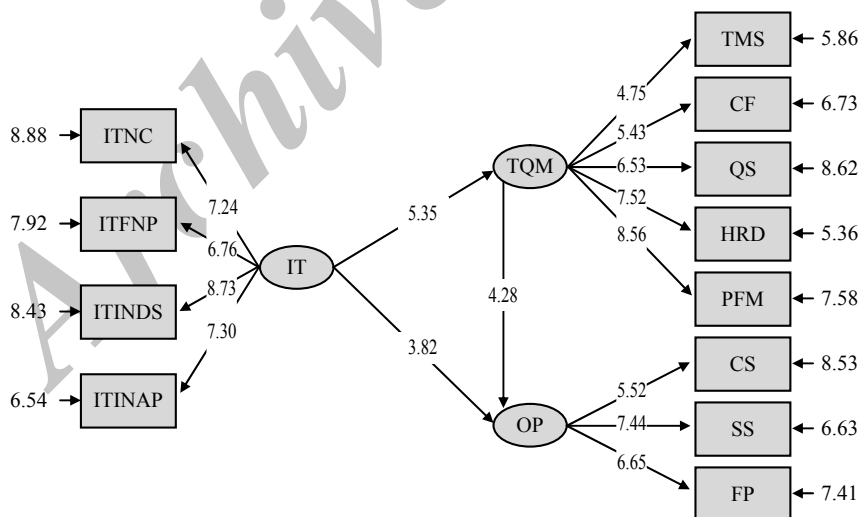 Archive
8.88 ITNC
7.92 ITFNP
8.43 ITINDS
6.54 ITINAP
7.24
6.76
8.73
7.30
IT
5.35
3.82
TQM
4.28
OP
4.75
5.43
6.53
7.52
8.56
5.52
7.44
6.65
TMS 5.86
CF 6.73
QS 8.62
HRD 5.36
PFM 7.58
CS 8.53
SS 6.63
FP 7.41